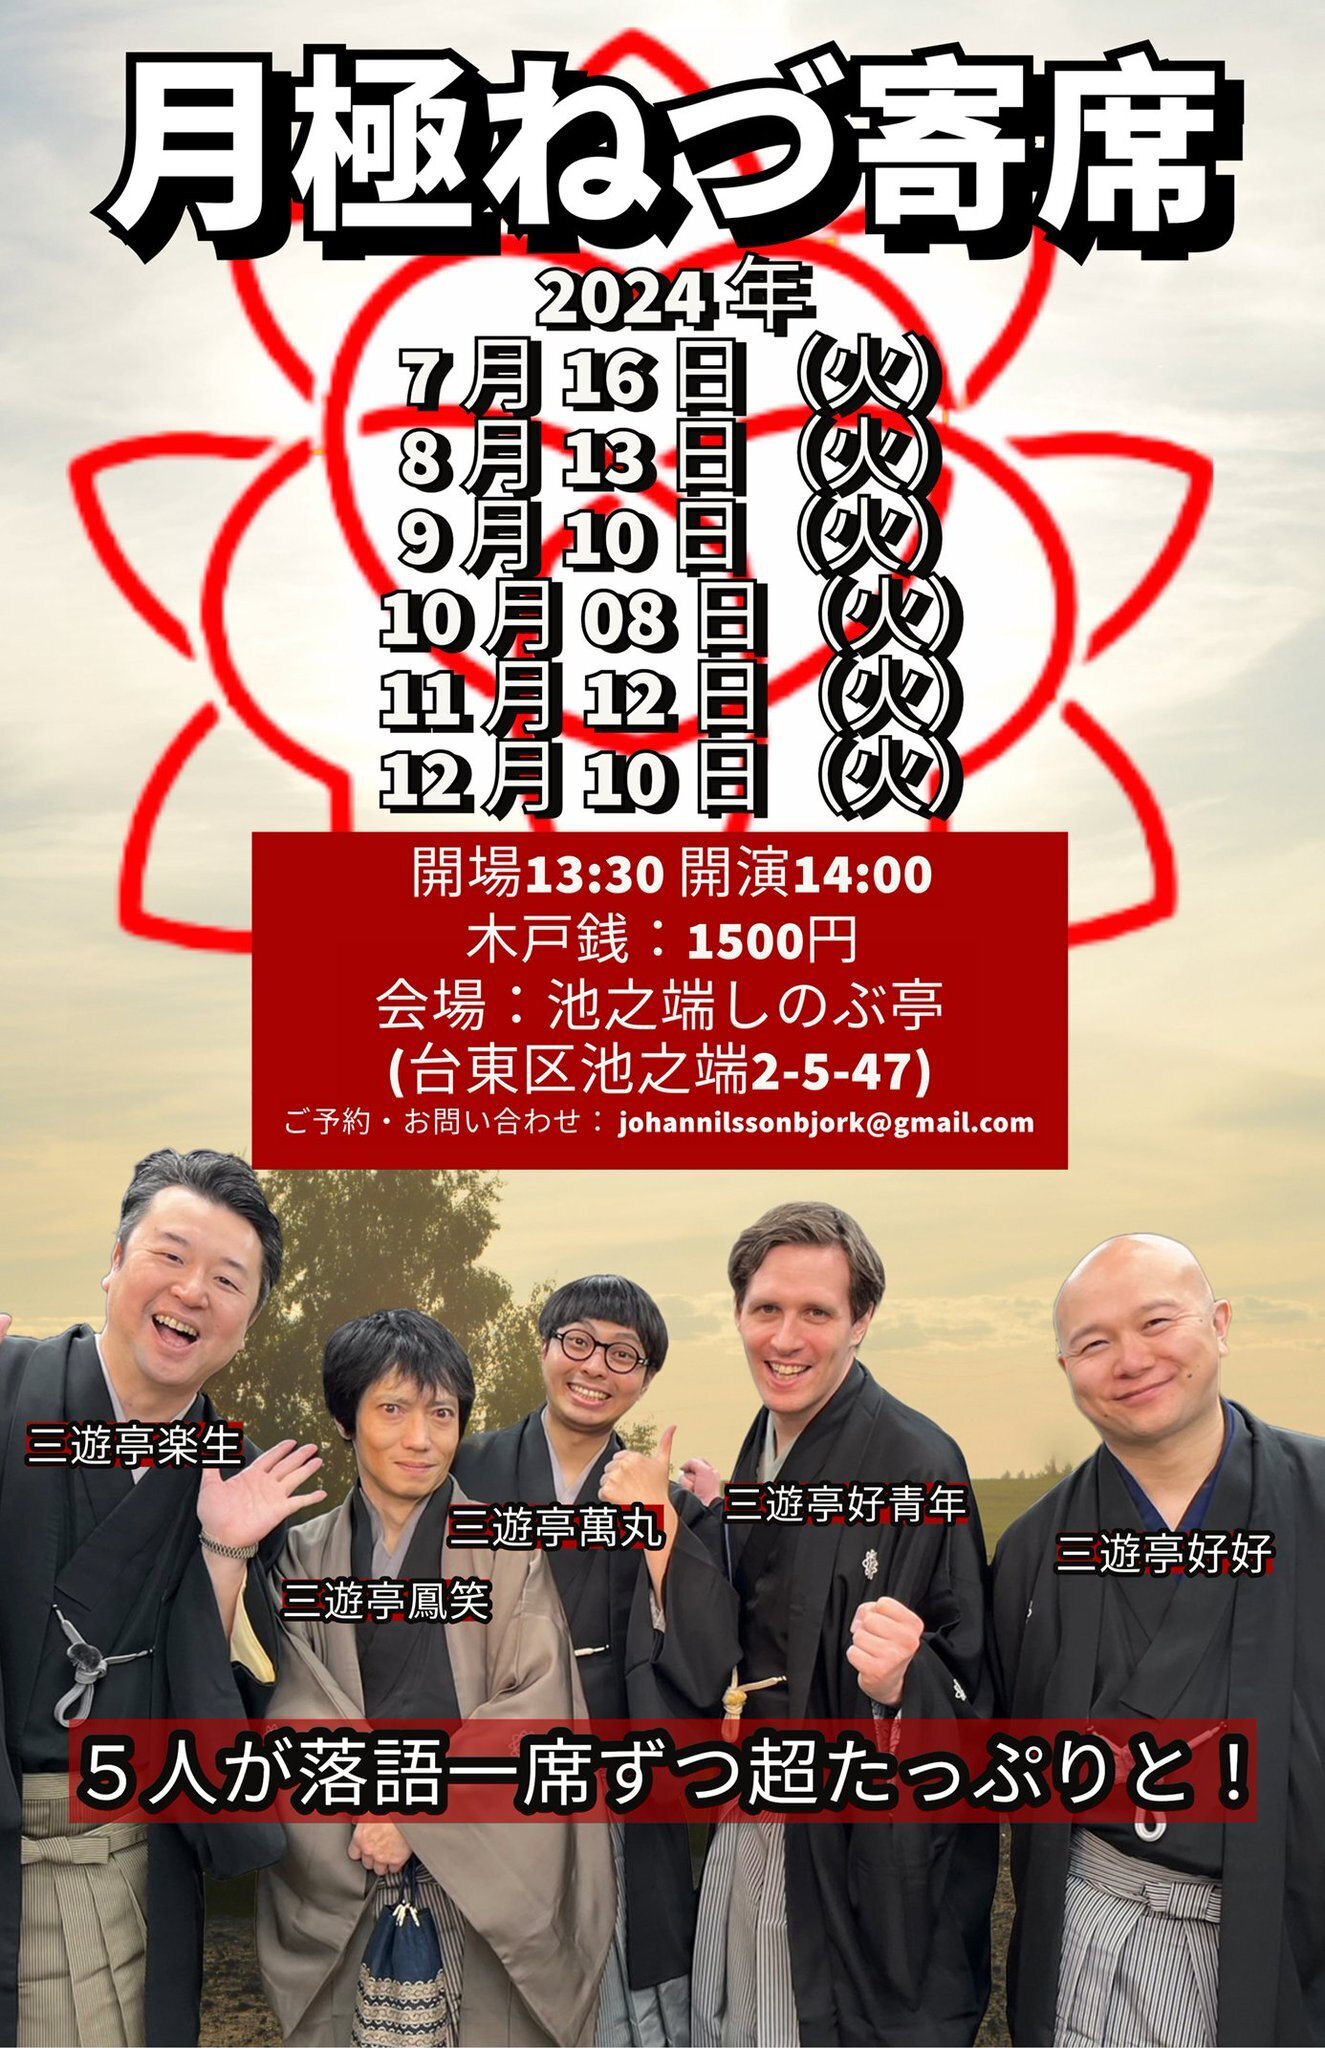 月極ねづ寄席
2024年
7月16日 (火)
8月13日 (火)
9月10日 (火)
10月08日 (火)
11月12日 (火)
12月10日 (火)
開場13:30 開演14:00
木戸銭：1500円
会場：池之端しのぶ亭
(台東区池之端2-5-47)
ご予約・お問い合わせ： johannilssonbjork@gmail.com
三遊亭楽生
三遊亭鳳笑
三遊亭萬丸
三遊亭好青年
三遊亭好好
５人が落語一席ずつ超たっぷりと！